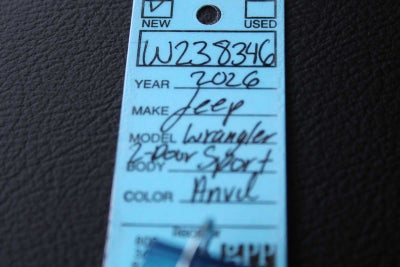 NEW USED
W238346
YEAR 2026
MAKE Jeep
MODEL Wrangler
BODY 2-Door Sport
COLOR Anvil